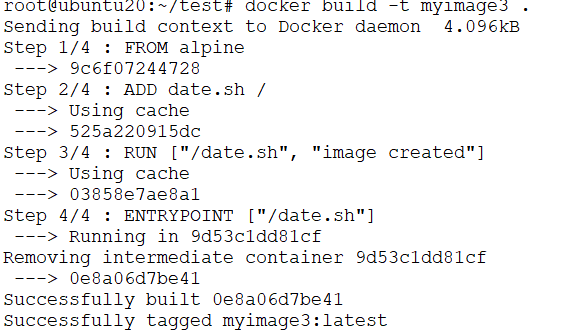 root@ubuntu20:~/test# docker build -t myimage3 .
Sending build context to Docker daemon  4.096kB
Step 1/4 : FROM alpine
 ---> 9c6f07244728
Step 2/4 : ADD date.sh /
 ---> Using cache
 ---> 525a220915dc
Step 3/4 : RUN ["/date.sh", "image created"]
 ---> Using cache
 ---> 03858e7ae8a1
Step 4/4 : ENTRYPOINT ["/date.sh"]
 ---> Running in 9d53c1dd81cf
Removing intermediate container 9d53c1dd81cf
 ---> 0e8a06d7be41
Successfully built 0e8a06d7be41
Successfully tagged myimage3:latest